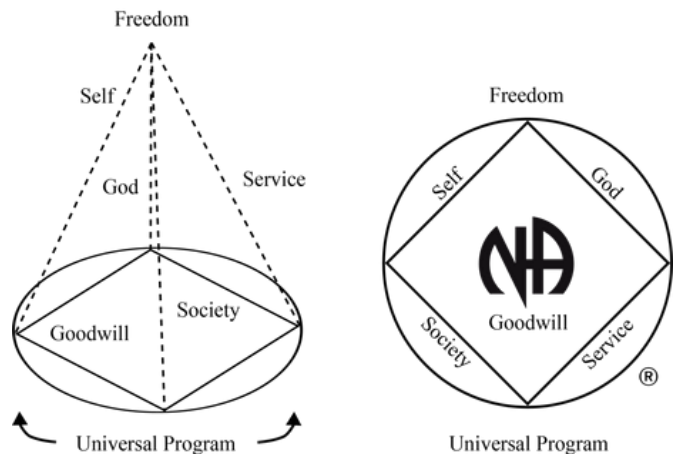 Freedom
Self
God
Service
Society
Goodwill
Universal Program
Freedom
Self
God
NA
Goodwill
Society
Service
®
Universal Program